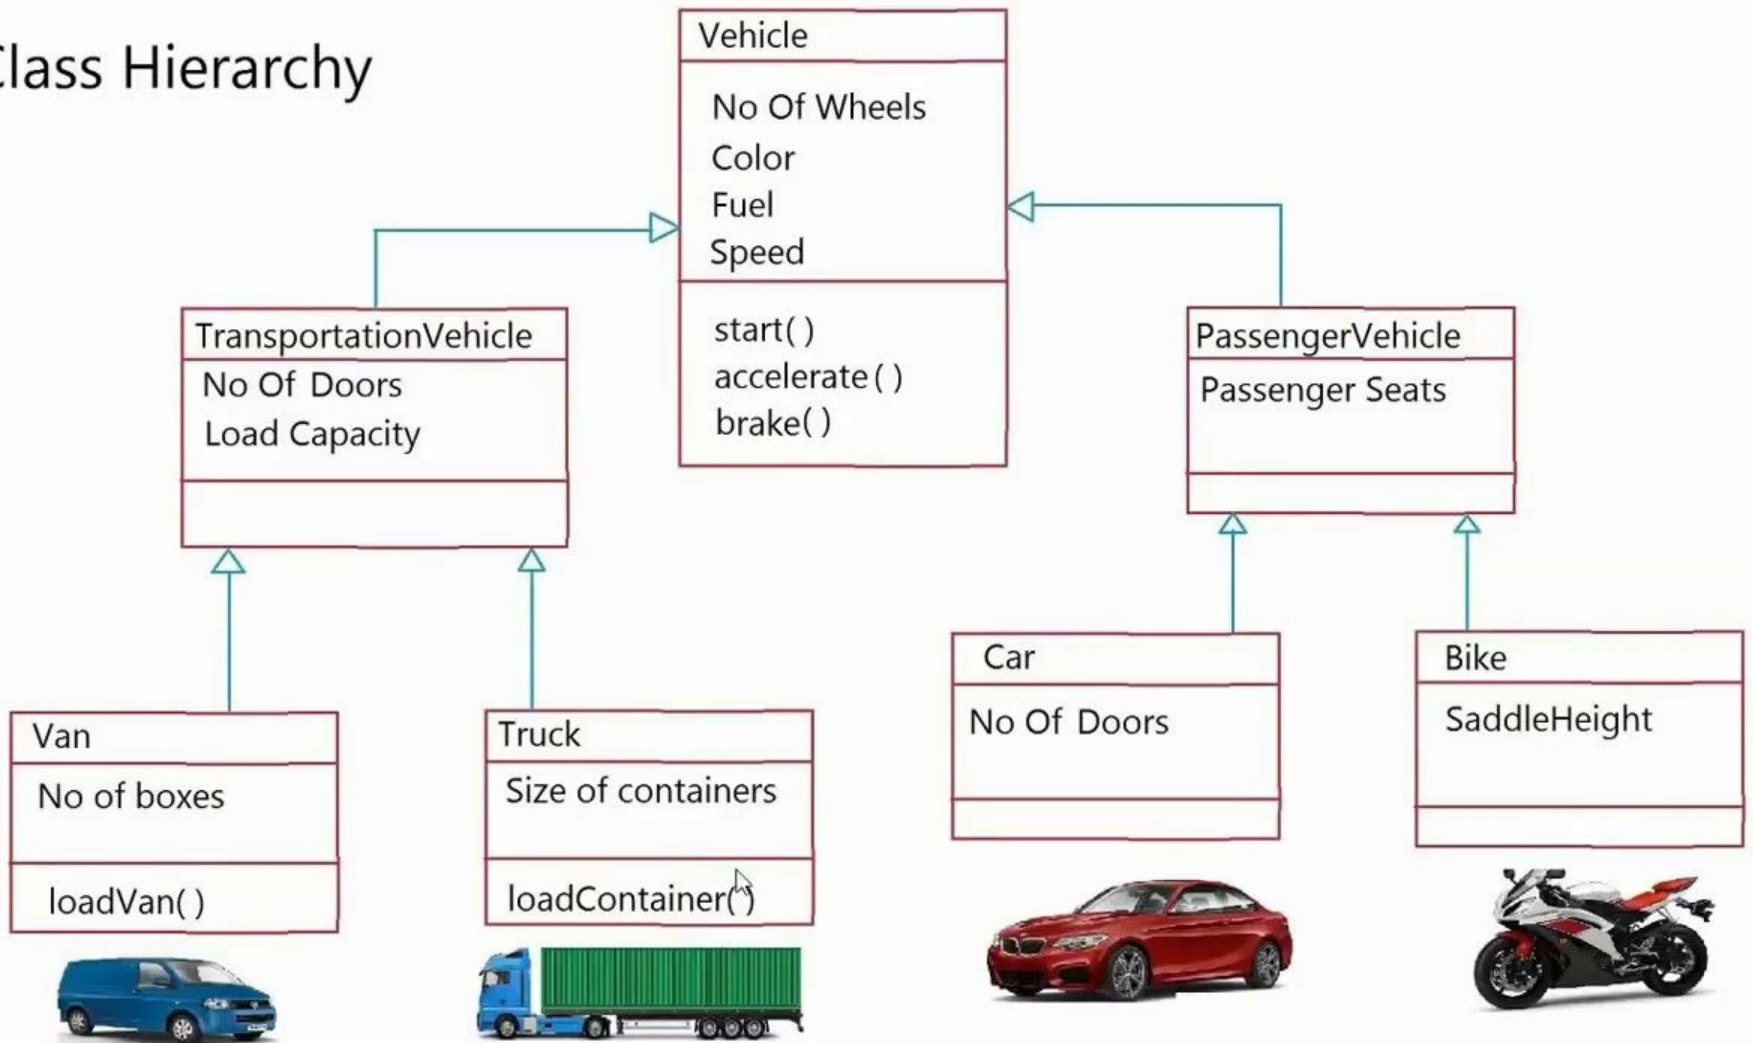 Class Hierarchy
Vehicle
No Of Wheels
Color
Fuel
Speed
start( )
accelerate( )
brake( )
TransportationVehicle
No Of Doors
Load Capacity
PassengerVehicle
Passenger Seats
Van
No of boxes
loadVan( )
Truck
Size of containers
loadContainer( )
Car
No Of Doors
Bike
SaddleHeight